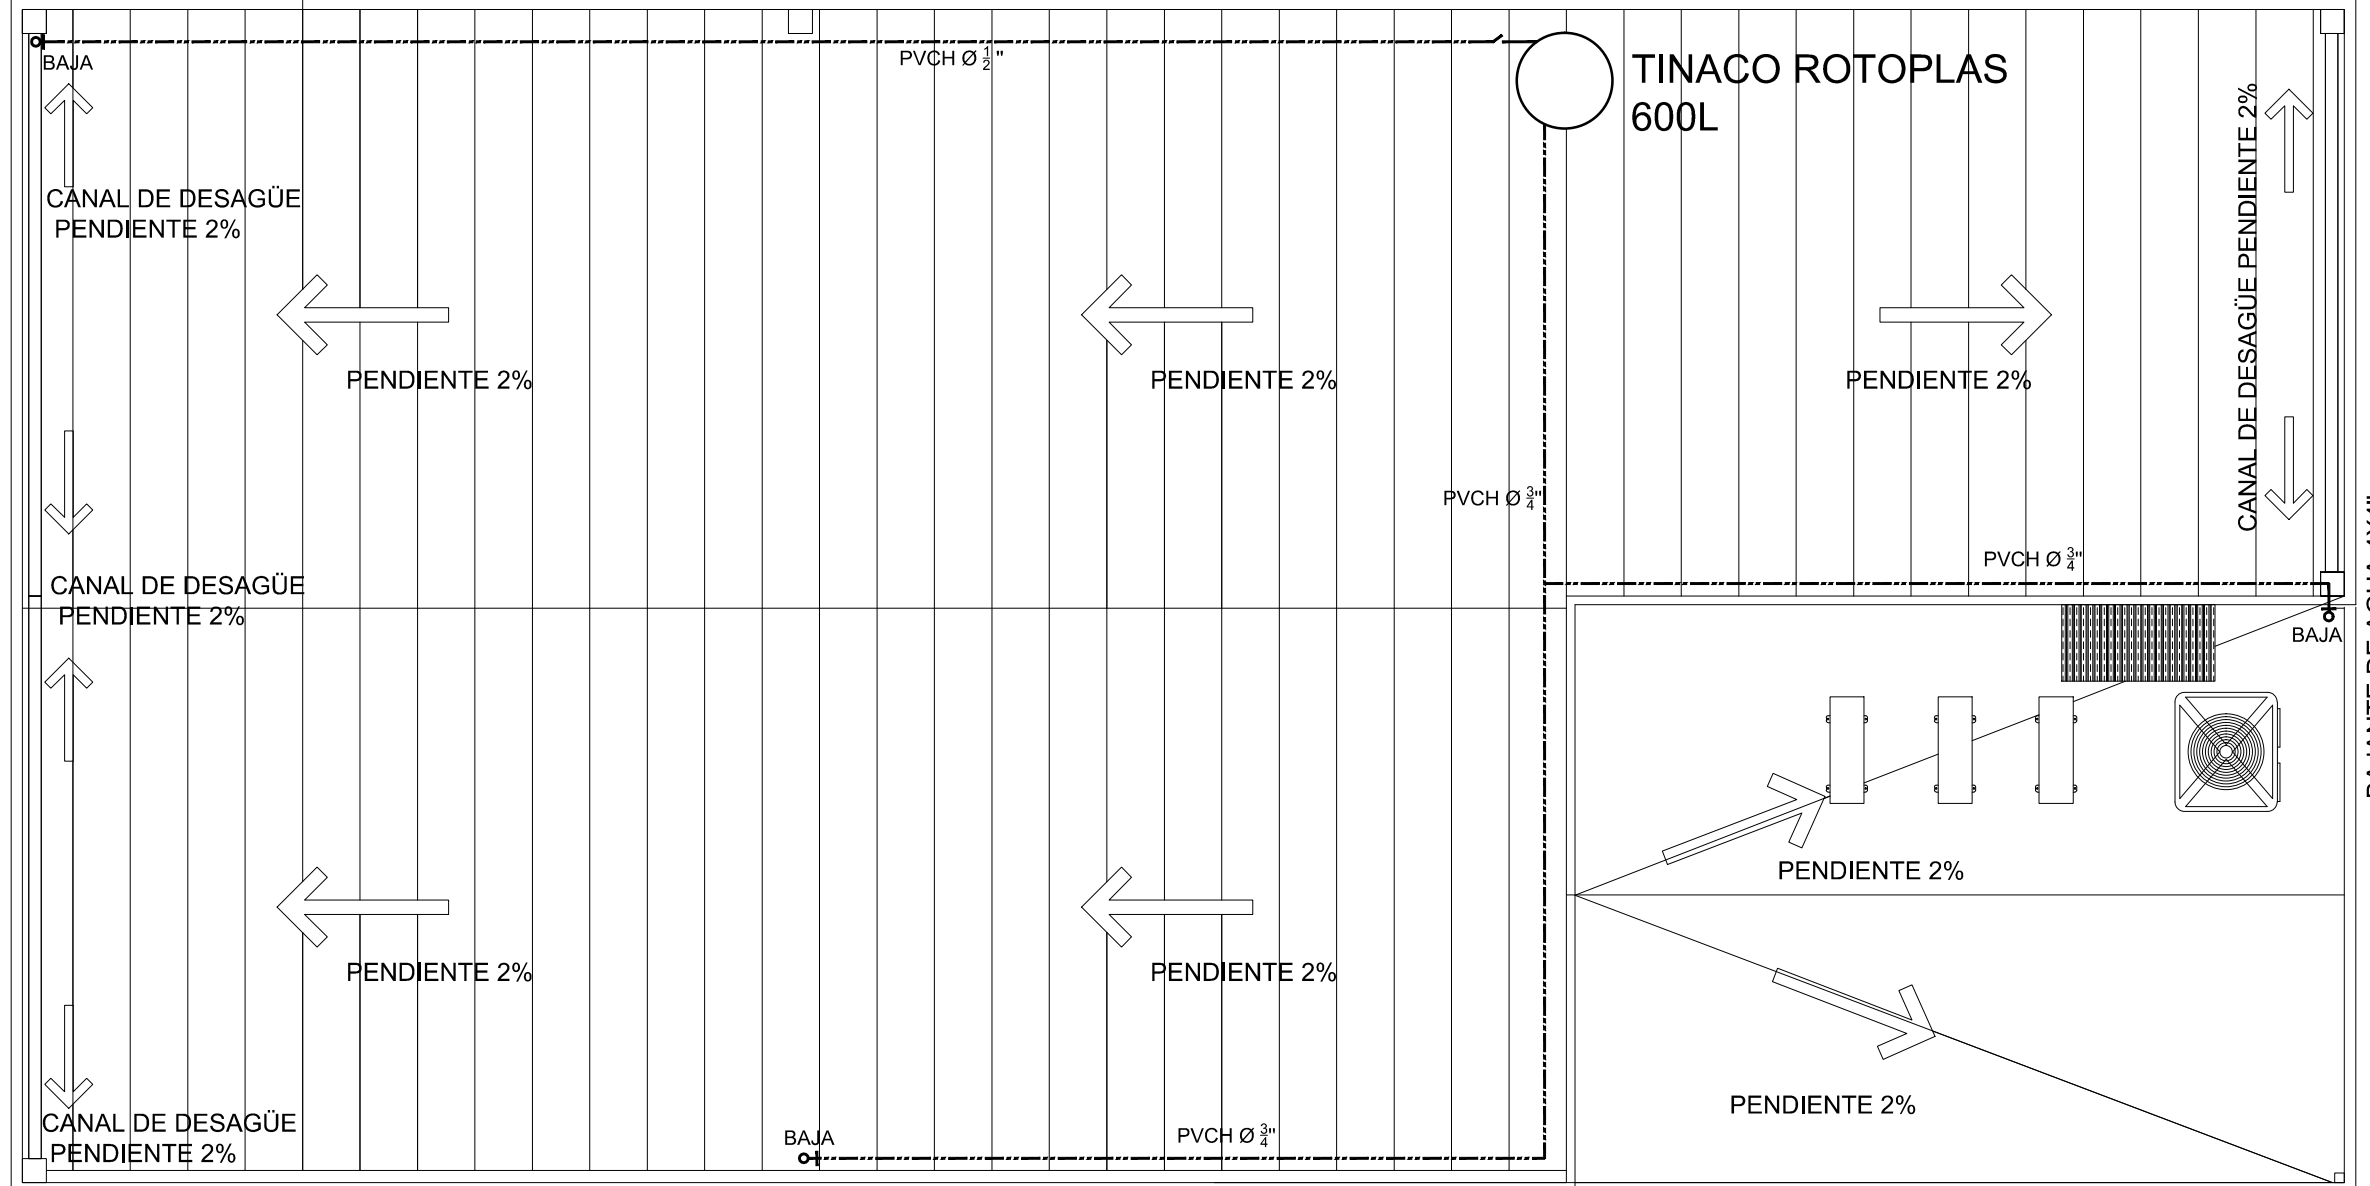 PVCH Ø 1/2"
TINACO ROTOPLAS
600L
BAJA
CANAL DE DESAGÜE
PENDIENTE 2%
CANAL DE DESAGÜE PENDIENTE 2%
PENDIENTE 2%
PENDIENTE 2%
PENDIENTE 2%
PVCH Ø 3/4"
PVCH Ø 3/4"
CANAL DE DESAGÜE
PENDIENTE 2%
BAJA
PENDIENTE 2%
PENDIENTE 2%
PENDIENTE 2%
PENDIENTE 2%
CANAL DE DESAGÜE
PENDIENTE 2%
BAJA
PVCH Ø 3/4"